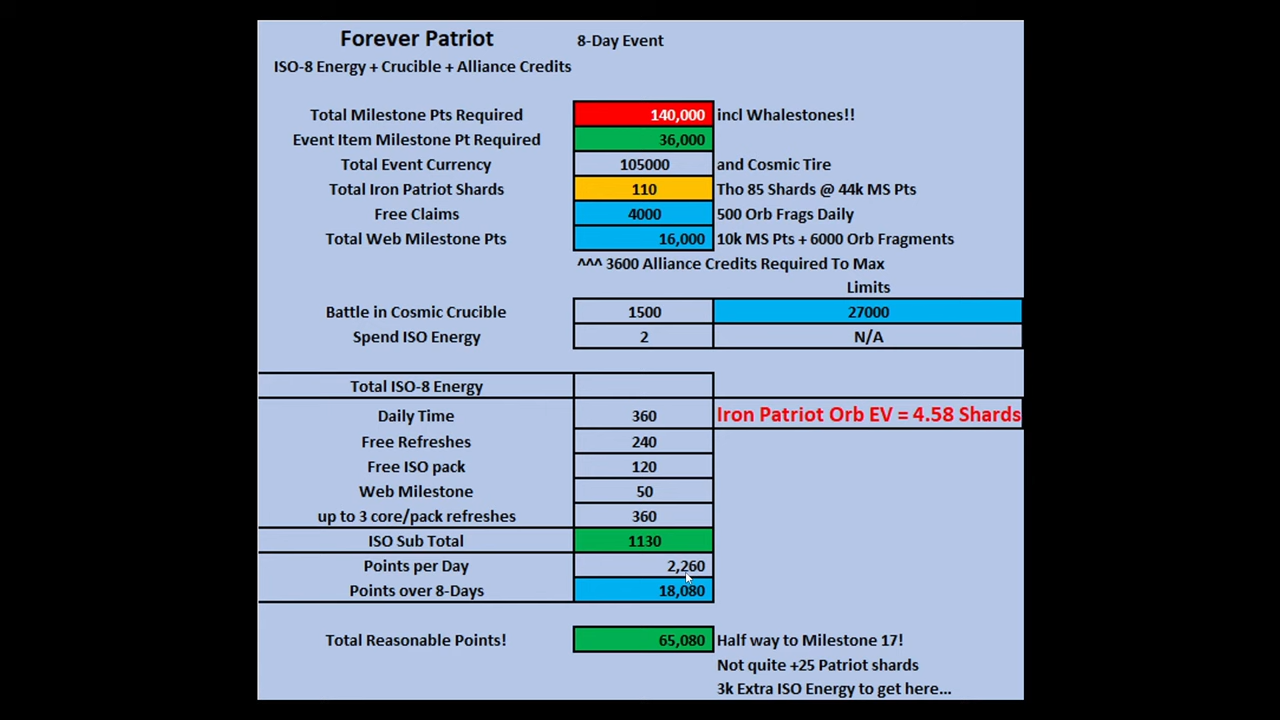 Forever Patriot 8-Day Event
ISO-8 Energy + Crucible + Alliance Credits
Total Milestone Pts Required 140,000 incl Whalestones!!
Event Item Milestone Pt Required 36,000
Total Event Currency 105000 and Cosmic Tire
Total Iron Patriot Shards 110 Tho 85 Shards @ 44k MS Pts
Free Claims 4000 500 Orb Frags Daily
Total Web Milestone Pts 16,000 10k MS Pts + 6000 Orb Fragments
^^^ 3600 Alliance Credits Required To Max
Limits
Battle in Cosmic Crucible 1500 27000
Spend ISO Energy 2 N/A
Total ISO-8 Energy
Daily Time 360 Iron Patriot Orb EV = 4.58 Shards
Free Refreshes 240
Free ISO pack 120
Web Milestone 50
up to 3 core/pack refreshes 360
ISO Sub Total 1130
Points per Day 2,260
Points over 8-Days 18,080
Total Reasonable Points! 65,080 Half way to Milestone 17!
Not quite +25 Patriot shards
3k Extra ISO Energy to get here...